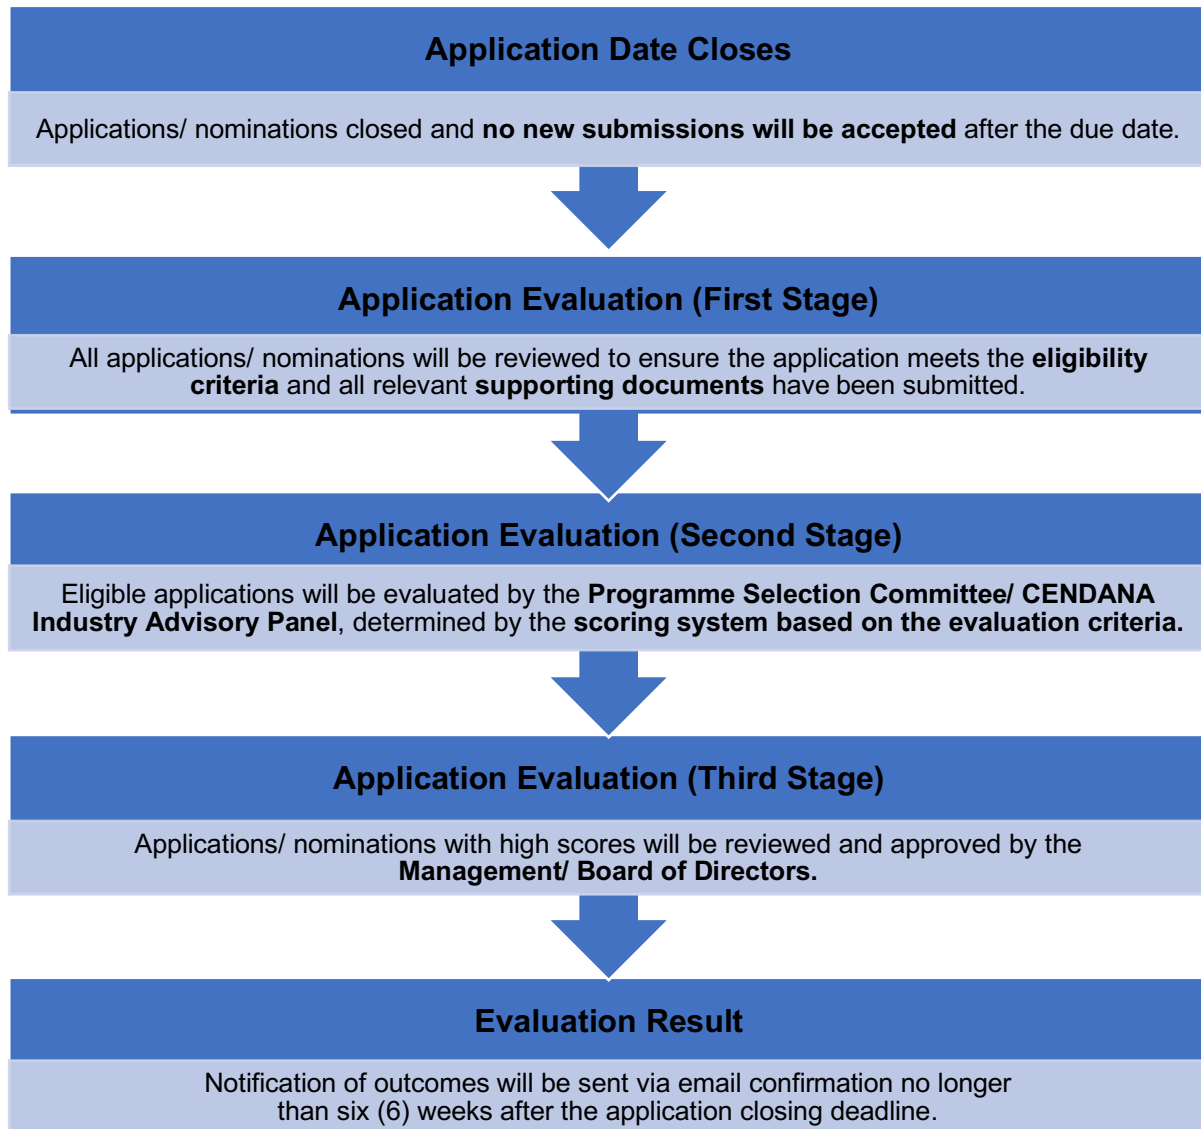 Application Date Closes
Applications/ nominations closed and no new submissions will be accepted after the due date.
Application Evaluation (First Stage)
All applications/ nominations will be reviewed to ensure the application meets the eligibility
criteria and all relevant supporting documents have been submitted.
Application Evaluation (Second Stage)
Eligible applications will be evaluated by the Programme Selection Committee/ CENDANA
Industry Advisory Panel, determined by the scoring system based on the evaluation criteria.
Application Evaluation (Third Stage)
Applications/ nominations with high scores will be reviewed and approved by the
Management/ Board of Directors.
Evaluation Result
Notification of outcomes will be sent via email confirmation no longer
than six (6) weeks after the application closing deadline.